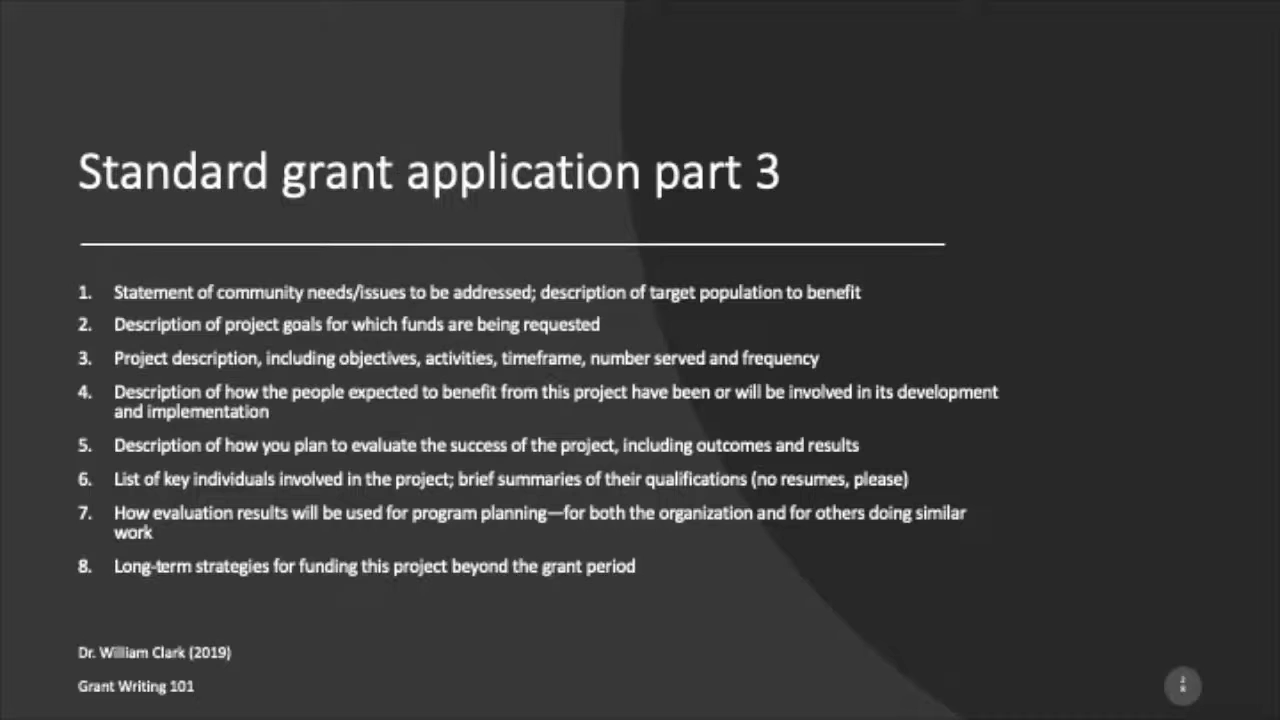 Standard grant application part 3
1. Statement of community needs/issues to be addressed; description of target population to benefit
2. Description of project goals for which funds are being requested
3. Project description, including objectives, activities, timeframe, number served and frequency
4. Description of how the people expected to benefit from this project have been or will be involved in its development
and implementation
5. Description of how you plan to evaluate the success of the project, including outcomes and results
6. List of key individuals involved in the project; brief summaries of their qualifications (no resumes, please)
7. How evaluation results will be used for program planning—for both the organization and for others doing similar
work
8. Long-term strategies for funding this project beyond the grant period
Dr. William Clark (2019)
Grant Writing 101